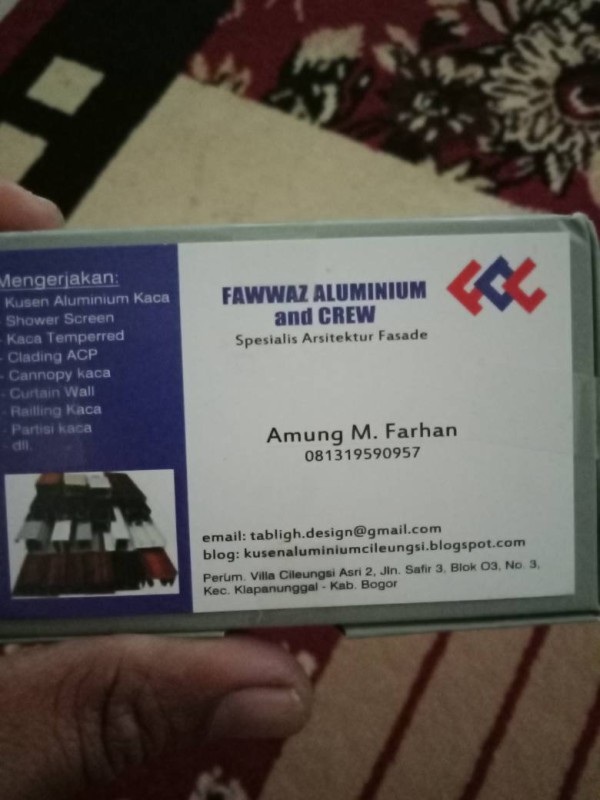 Mengerjakan:
- Kusen Aluminium Kaca
- Shower Screen
- Kaca Temperred
- Clading ACP
- Cannopy kaca
- Curtain Wall
- Railling Kaca
- Partisi kaca
- dll.
FAWWAZ ALUMINIUM
and CREW
Spesialis Arsitektur Fasade
Amung M. Farhan
081319590957
email: tabligh.design@gmail.com
blog: kusenaluminiumcileungsi.blogspot.com
Perum. Villa Cileungsi Asri 2, Jln. Safir 3, Blok O3, No. 3,
Kec. Klapanunggal - Kab. Bogor